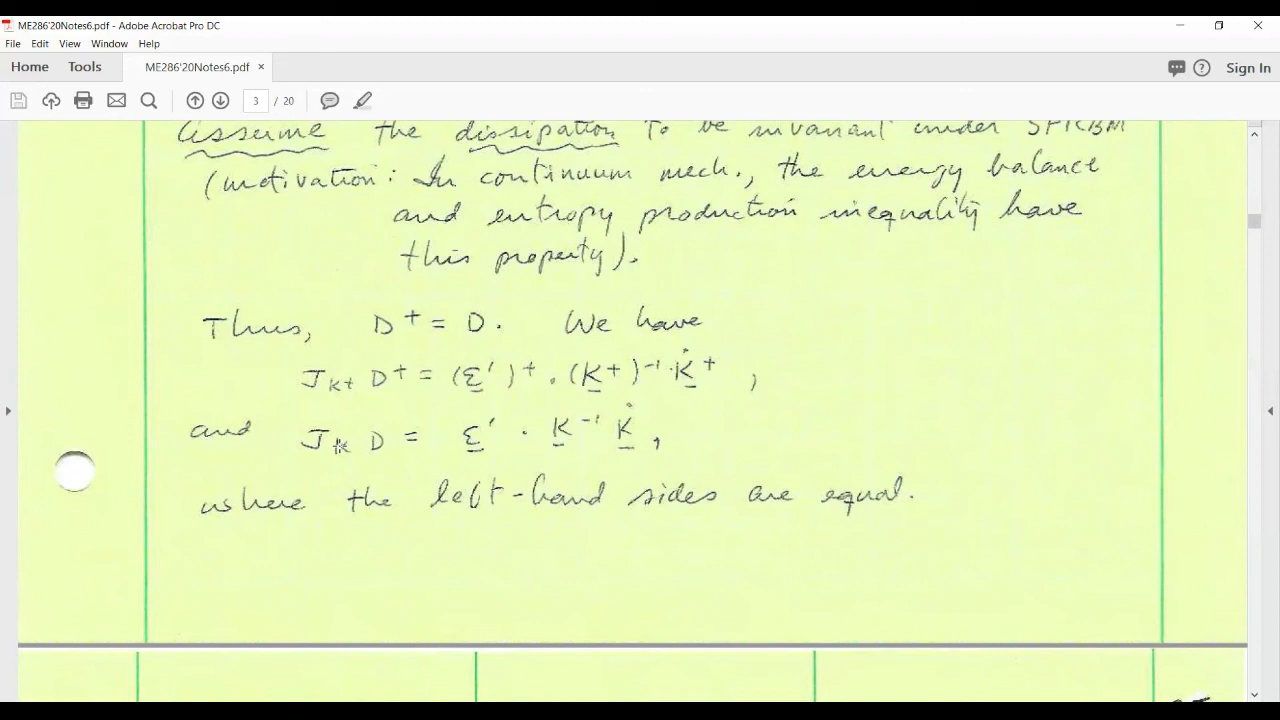 ME286'20Notes6.pdf - Adobe Acrobat Pro DC
File Edit View Window Help
Home Tools ME286'20Notes6.pdf × Sign In
3 / 20
Assume the dissipation to be invariant under SPRBM
(motivation: In continuum mech., the energy balance
and entropy production inequality have
this property).
Thus, D⁺ = D. We have
J_K+ D⁺ = (Ɛ')⁺ · (K⁺)⁻¹ · K̇⁺ ,
and J_K D = Ɛ' · K⁻¹ K̇ ,
where the left-hand sides are equal.